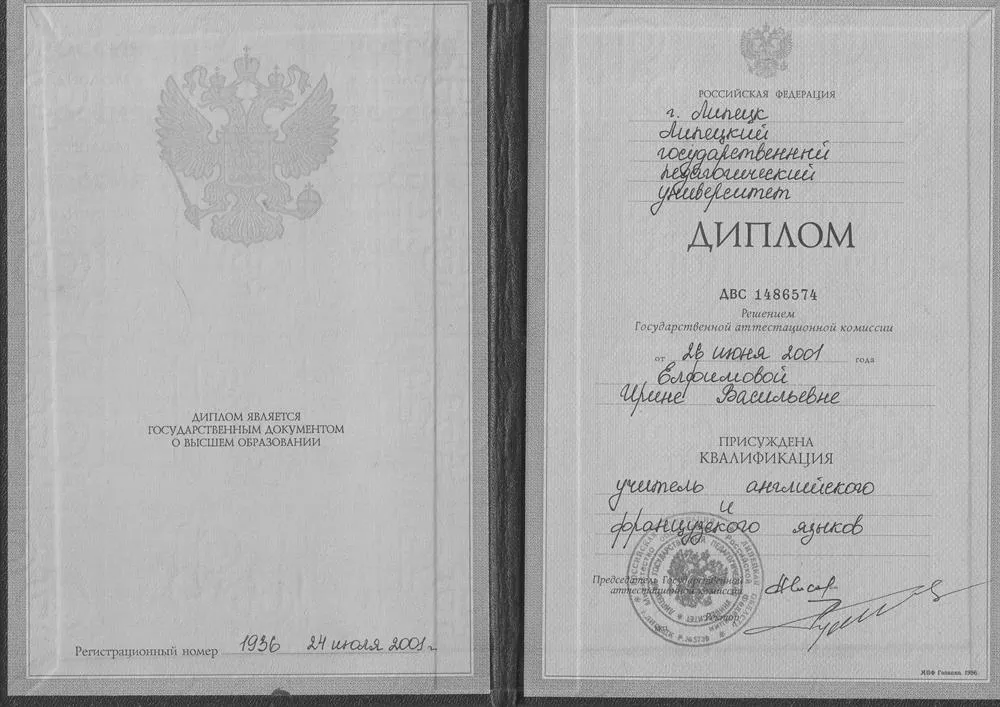 ДИПЛОМ ЯВЛЯЕТСЯ
ГОСУДАРСТВЕННЫМ ДОКУМЕНТОМ
О ВЫСШЕМ ОБРАЗОВАНИИ
Регистрационный номер 1936 24 июля 2001 г.
РОССИЙСКАЯ ФЕДЕРАЦИЯ
г. Липецк
Липецкий
государственный
педагогический
университет
ДИПЛОМ
ДВС 1486574
Решением
Государственной аттестационной комиссии
от 26 июня 2001 года
Елфимовой
Ирине Васильевне
ПРИСУЖДЕНА
КВАЛИФИКАЦИЯ
учитель английского
и
французского языков
Председатель Государственной
аттестационной комиссии
Ректор
МПФ Гознака. 1996.